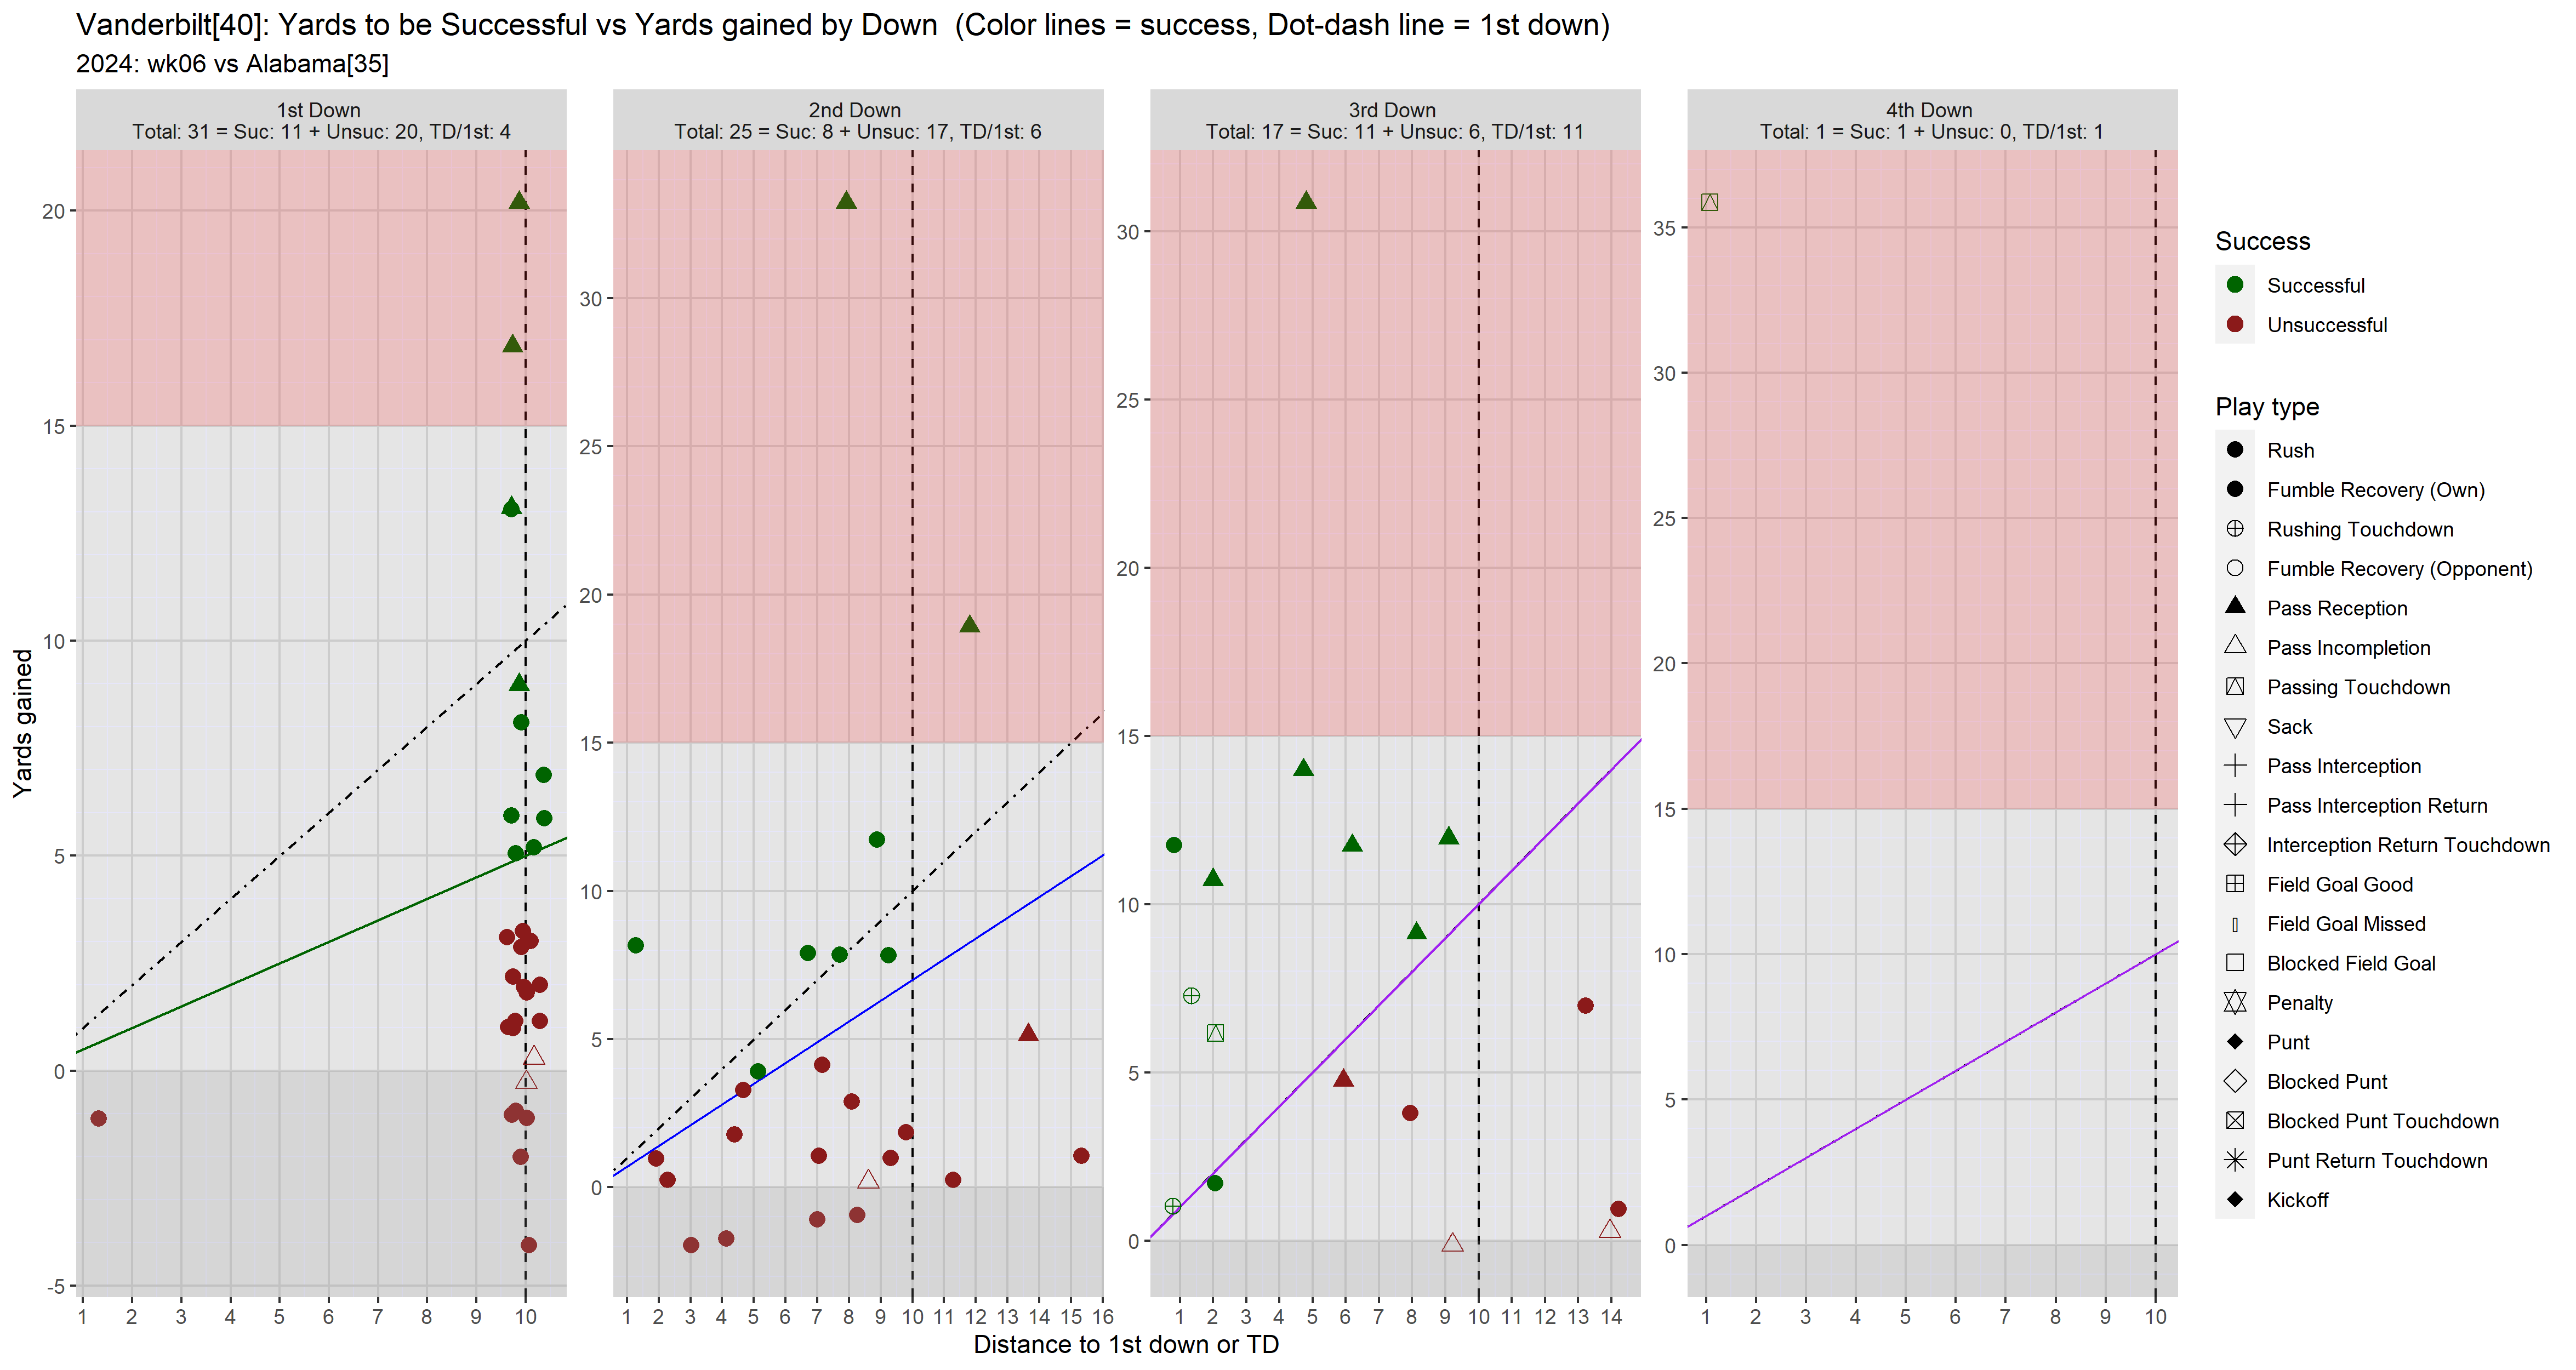 Vanderbilt[40]: Yards to be Successful vs Yards gained by Down  (Color lines = success, Dot-dash line = 1st down)
2024: wk06 vs Alabama[35]
1st Down
Total: 31 = Suc: 11 + Unsuc: 20, TD/1st: 4
2nd Down
Total: 25 = Suc: 8 + Unsuc: 17, TD/1st: 6
3rd Down
Total: 17 = Suc: 11 + Unsuc: 6, TD/1st: 11
4th Down
Total: 1 = Suc: 1 + Unsuc: 0, TD/1st: 1
Yards gained
20
15
10
5
0
-5
1 2 3 4 5 6 7 8 9 10
30
25
20
15
10
5
0
1 2 3 4 5 6 7 8 9 10 11 12 13 14 15 16
30
25
20
15
10
5
0
1 2 3 4 5 6 7 8 9 10 11 12 13 14
35
30
25
20
15
10
5
0
1 2 3 4 5 6 7 8 9 10
Distance to 1st down or TD
Success
Successful
Unsuccessful
Play type
Rush
Fumble Recovery (Own)
Rushing Touchdown
Fumble Recovery (Opponent)
Pass Reception
Pass Incompletion
Passing Touchdown
Sack
Pass Interception
Pass Interception Return
Interception Return Touchdown
Field Goal Good
Field Goal Missed
Blocked Field Goal
Penalty
Punt
Blocked Punt
Blocked Punt Touchdown
Punt Return Touchdown
Kickoff